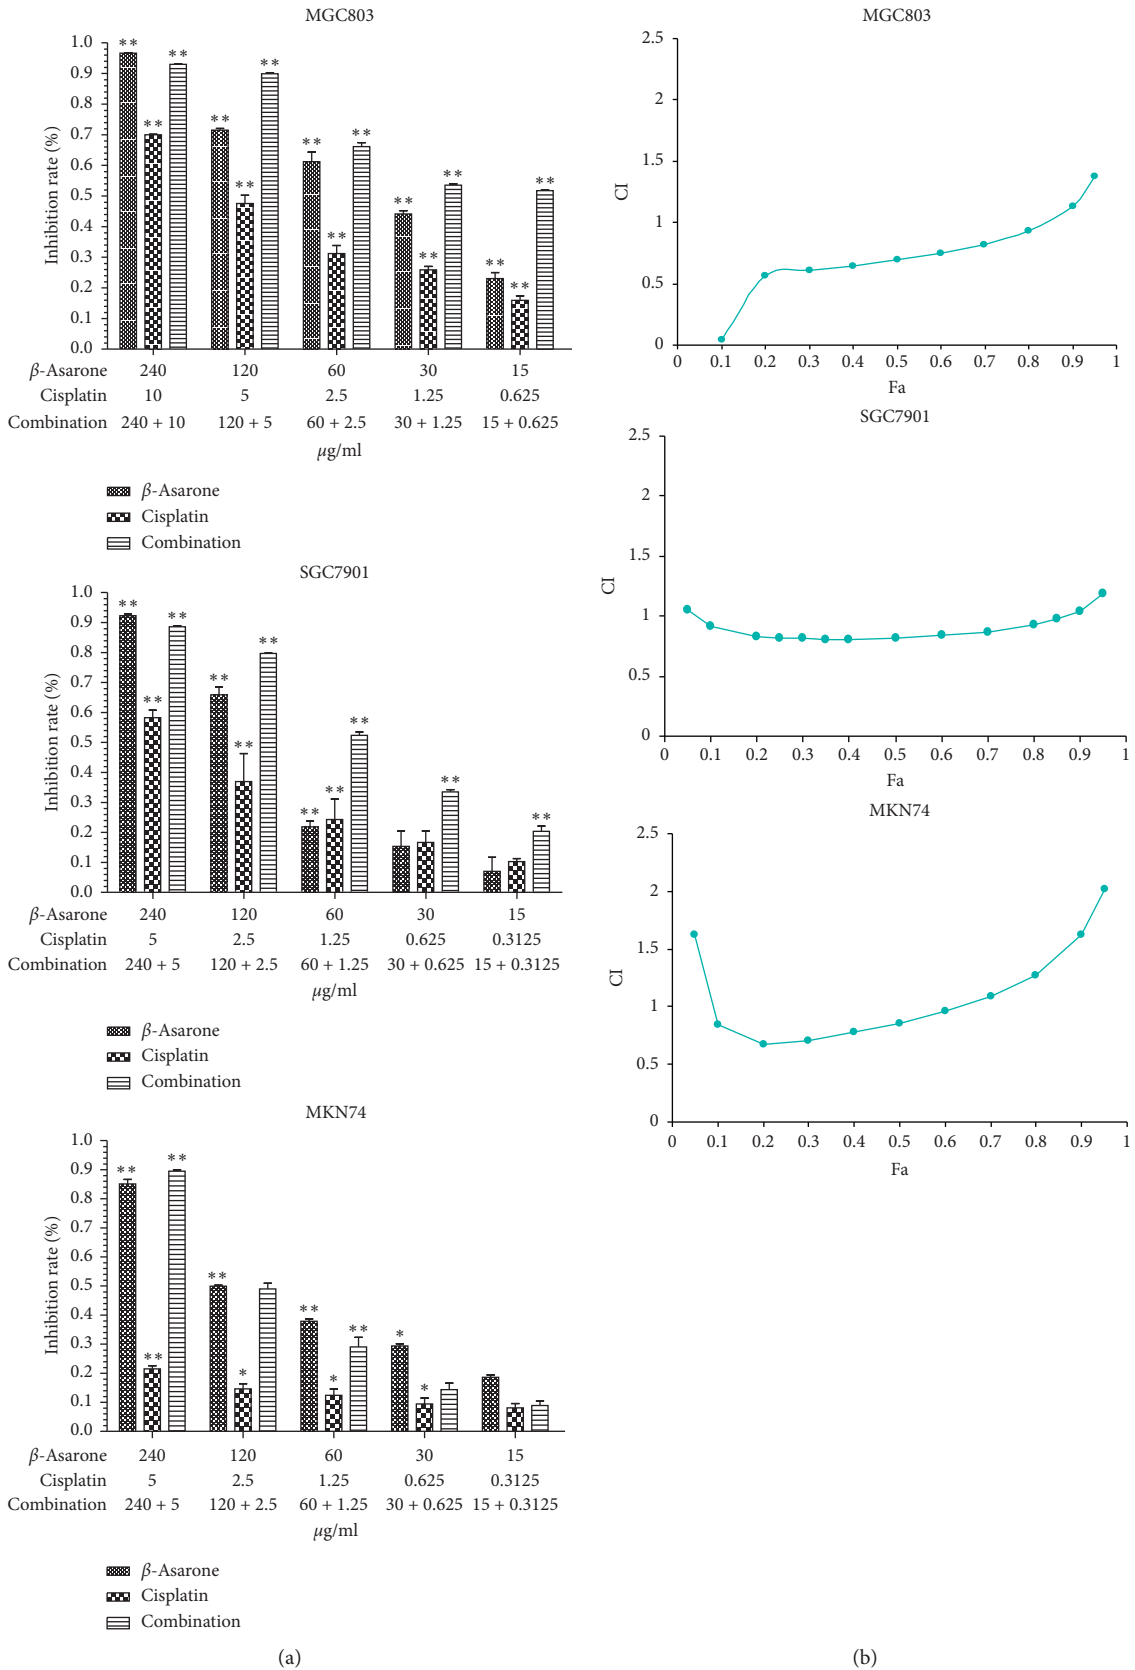 MGC803
1.0
0.9
0.8
0.7
0.6
0.5
0.4
0.3
0.2
0.1
0.0
Inhibition rate (%)
** ** ** ** ** ** ** ** ** ** ** ** ** ** **
β-Asarone 240 120 60 30 15
Cisplatin 10 5 2.5 1.25 0.625
Combination 240 + 10 120 + 5 60 + 2.5 30 + 1.25 15 + 0.625
μg/ml
β-Asarone
Cisplatin
Combination
SGC7901
1.0
0.9
0.8
0.7
0.6
0.5
0.4
0.3
0.2
0.1
0.0
Inhibition rate (%)
** ** ** ** ** ** ** ** ** ** **
β-Asarone 240 120 60 30 15
Cisplatin 5 2.5 1.25 0.625 0.3125
Combination 240 + 5 120 + 2.5 60 + 1.25 30 + 0.625 15 + 0.3125
μg/ml
β-Asarone
Cisplatin
Combination
MKN74
1.0
0.9
0.8
0.7
0.6
0.5
0.4
0.3
0.2
0.1
0.0
Inhibition rate (%)
** ** ** ** * ** * ** * *
β-Asarone 240 120 60 30 15
Cisplatin 5 2.5 1.25 0.625 0.3125
Combination 240 + 5 120 + 2.5 60 + 1.25 30 + 0.625 15 + 0.3125
μg/ml
β-Asarone
Cisplatin
Combination
(a)
MGC803
2.5
2
1.5
1
0.5
0
CI
0 0.1 0.2 0.3 0.4 0.5 0.6 0.7 0.8 0.9 1
Fa
SGC7901
2.5
2
1.5
1
0.5
0
CI
0 0.1 0.2 0.3 0.4 0.5 0.6 0.7 0.8 0.9 1
Fa
MKN74
2.5
2
1.5
1
0.5
0
CI
0 0.1 0.2 0.3 0.4 0.5 0.6 0.7 0.8 0.9 1
Fa
(b)